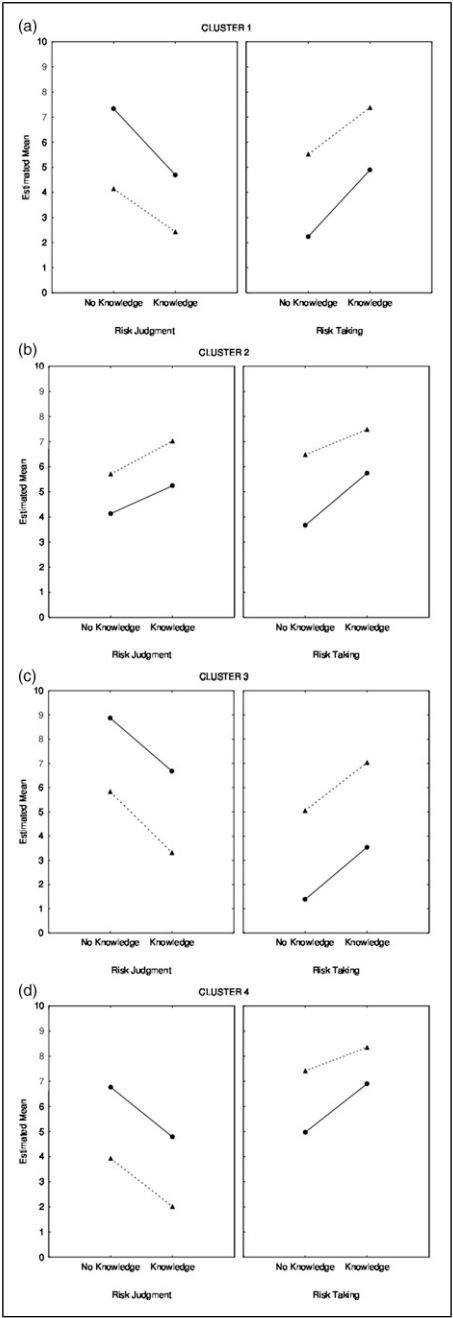 (a)
CLUSTER 1
10
9
8
7
6
5
4
3
2
1
0
Estimated Mean
No Knowledge Knowledge No Knowledge Knowledge
Risk Judgment Risk Taking
(b)
CLUSTER 2
10
9
8
7
6
5
4
3
2
1
0
Estimated Mean
No Knowledge Knowledge No Knowledge Knowledge
Risk Judgment Risk Taking
(c)
CLUSTER 3
10
9
8
7
6
5
4
3
2
1
0
Estimated Mean
No Knowledge Knowledge No Knowledge Knowledge
Risk Judgment Risk Taking
(d)
CLUSTER 4
10
9
8
7
6
5
4
3
2
1
0
Estimated Mean
No Knowledge Knowledge No Knowledge Knowledge
Risk Judgment Risk Taking